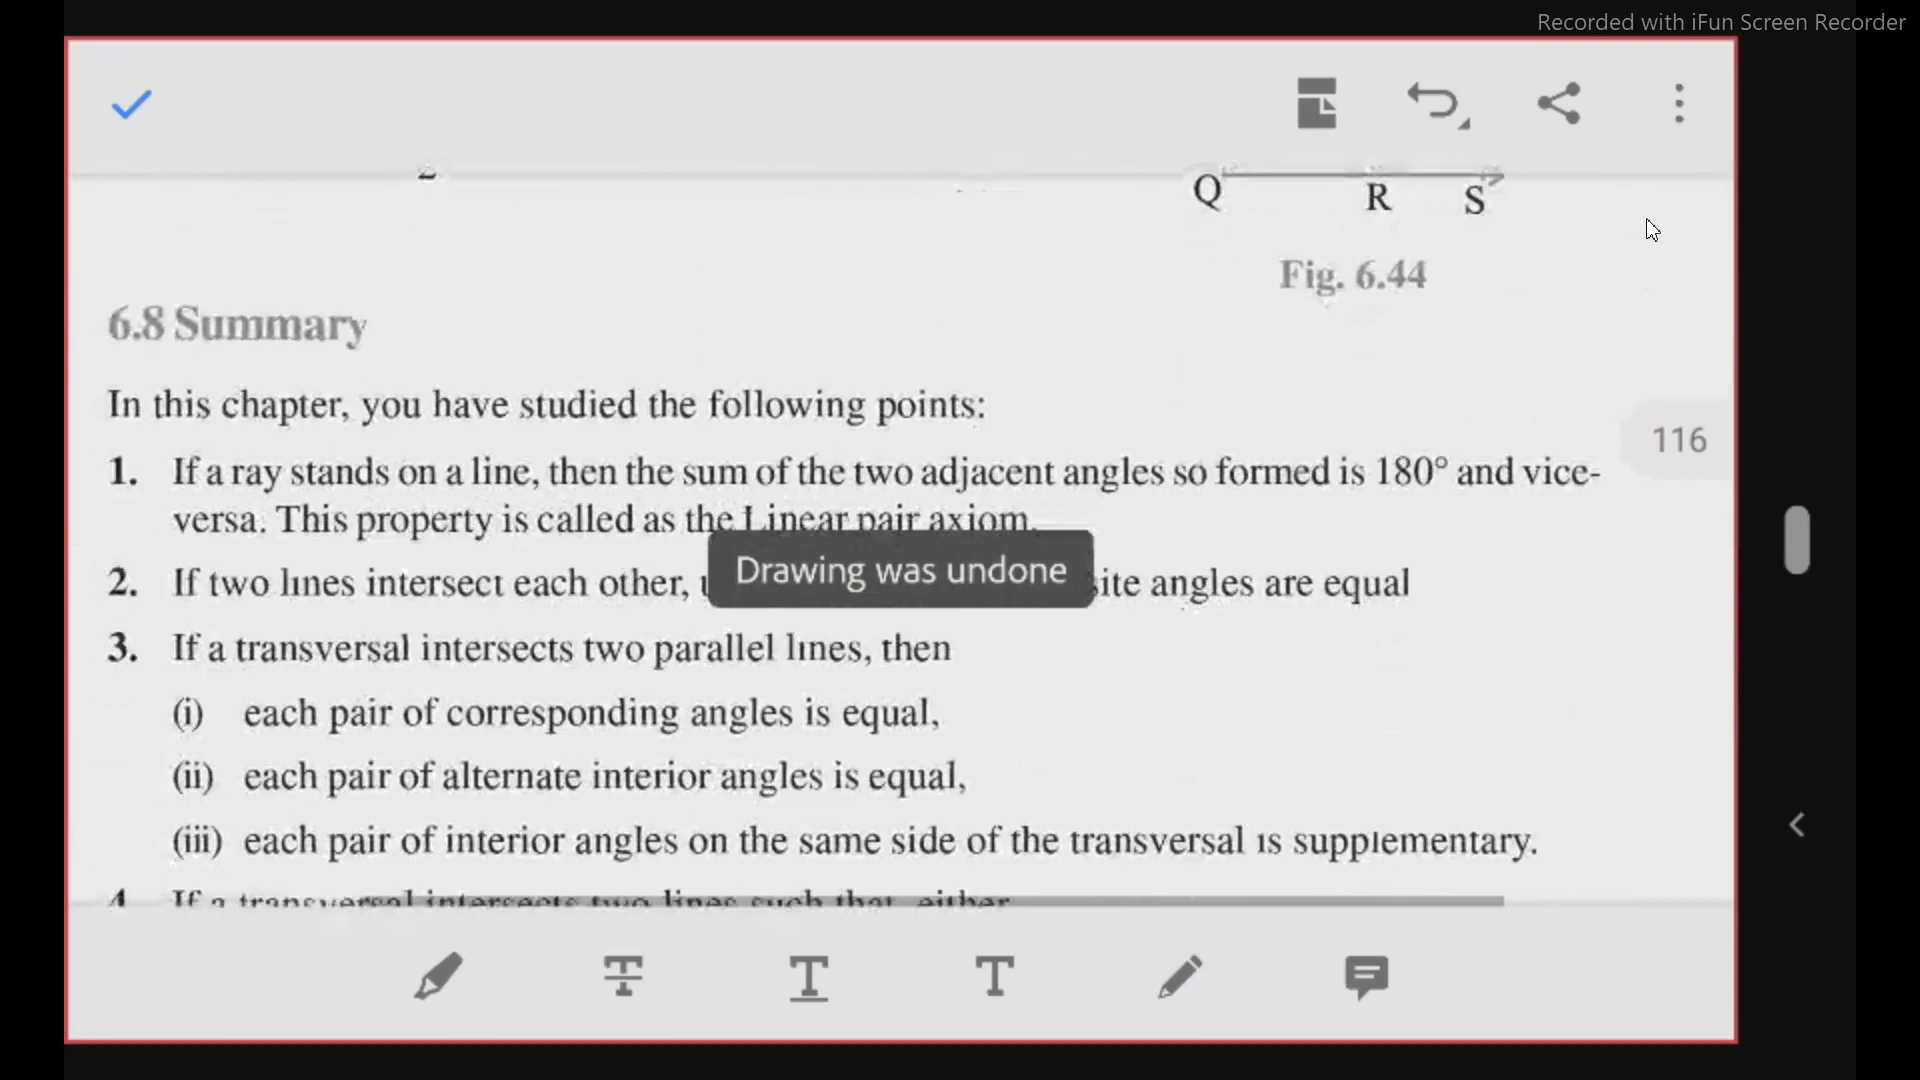 Recorded with iFun Screen Recorder
Q R S
Fig. 6.44
6.8 Summary
In this chapter, you have studied the following points:
116
1. If a ray stands on a line, then the sum of the two adjacent angles so formed is 180° and vice-
versa. This property is called as the Linear pair axiom.
Drawing was undone
2. If two lines intersect each other, ite angles are equal
3. If a transversal intersects two parallel lines, then
(i) each pair of corresponding angles is equal,
(ii) each pair of alternate interior angles is equal,
(iii) each pair of interior angles on the same side of the transversal is supplementary.
4. If a transversal intersects two lines such that, either